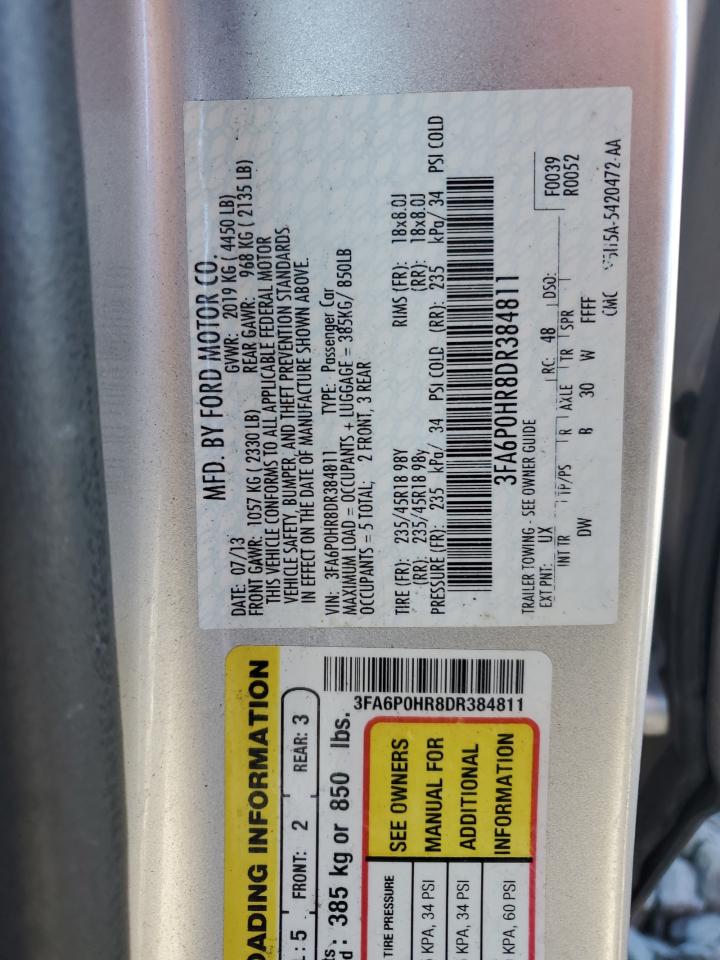 MFD. BY FORD MOTOR CO.
DATE: 07/13 GVWR: 2019 KG ( 4450 LB)
FRONT GAWR: 1057 KG ( 2330 LB) REAR GAWR: 968 KG ( 2135 LB)
THIS VEHICLE CONFORMS TO ALL APPLICABLE FEDERAL MOTOR
VEHICLE SAFETY, BUMPER, AND THEFT PREVENTION STANDARDS
IN EFFECT ON THE DATE OF MANUFACTURE SHOWN ABOVE.
VIN: 3FA6P0HR8DR384811 TYPE: Passenger Car
MAXIMUM LOAD = OCCUPANTS + LUGGAGE = 385KG/ 850LB
OCCUPANTS = 5 TOTAL; 2 FRONT, 3 REAR
TIRE (FR): 235/45R18 98Y RIMS (FR): 18x8.0J
(RR): 235/45R18 98Y (RR): 18x8.0J
PRESSURE (FR): 235 kPa/ 34 PSI COLD (RR): 235 kPa/ 34 PSI COLD
3FA6P0HR8DR384811
TRAILER TOWING - SEE OWNER GUIDE
EXT PNT: UX RC: 48 DSO: F0039
R0052
INT TR TP/PS R AXLE TR SPR
DW B 30 W FFFF
CMC 5420472-AA
3FA6P0HR8DR384811
OADING INFORMATION
: 5 FRONT: 2 REAR: 3
385 kg or 850 lbs.
TIRE PRESSURE SEE OWNERS
KPA, 34 PSI MANUAL FOR
KPA, 34 PSI ADDITIONAL
KPA, 60 PSI INFORMATION